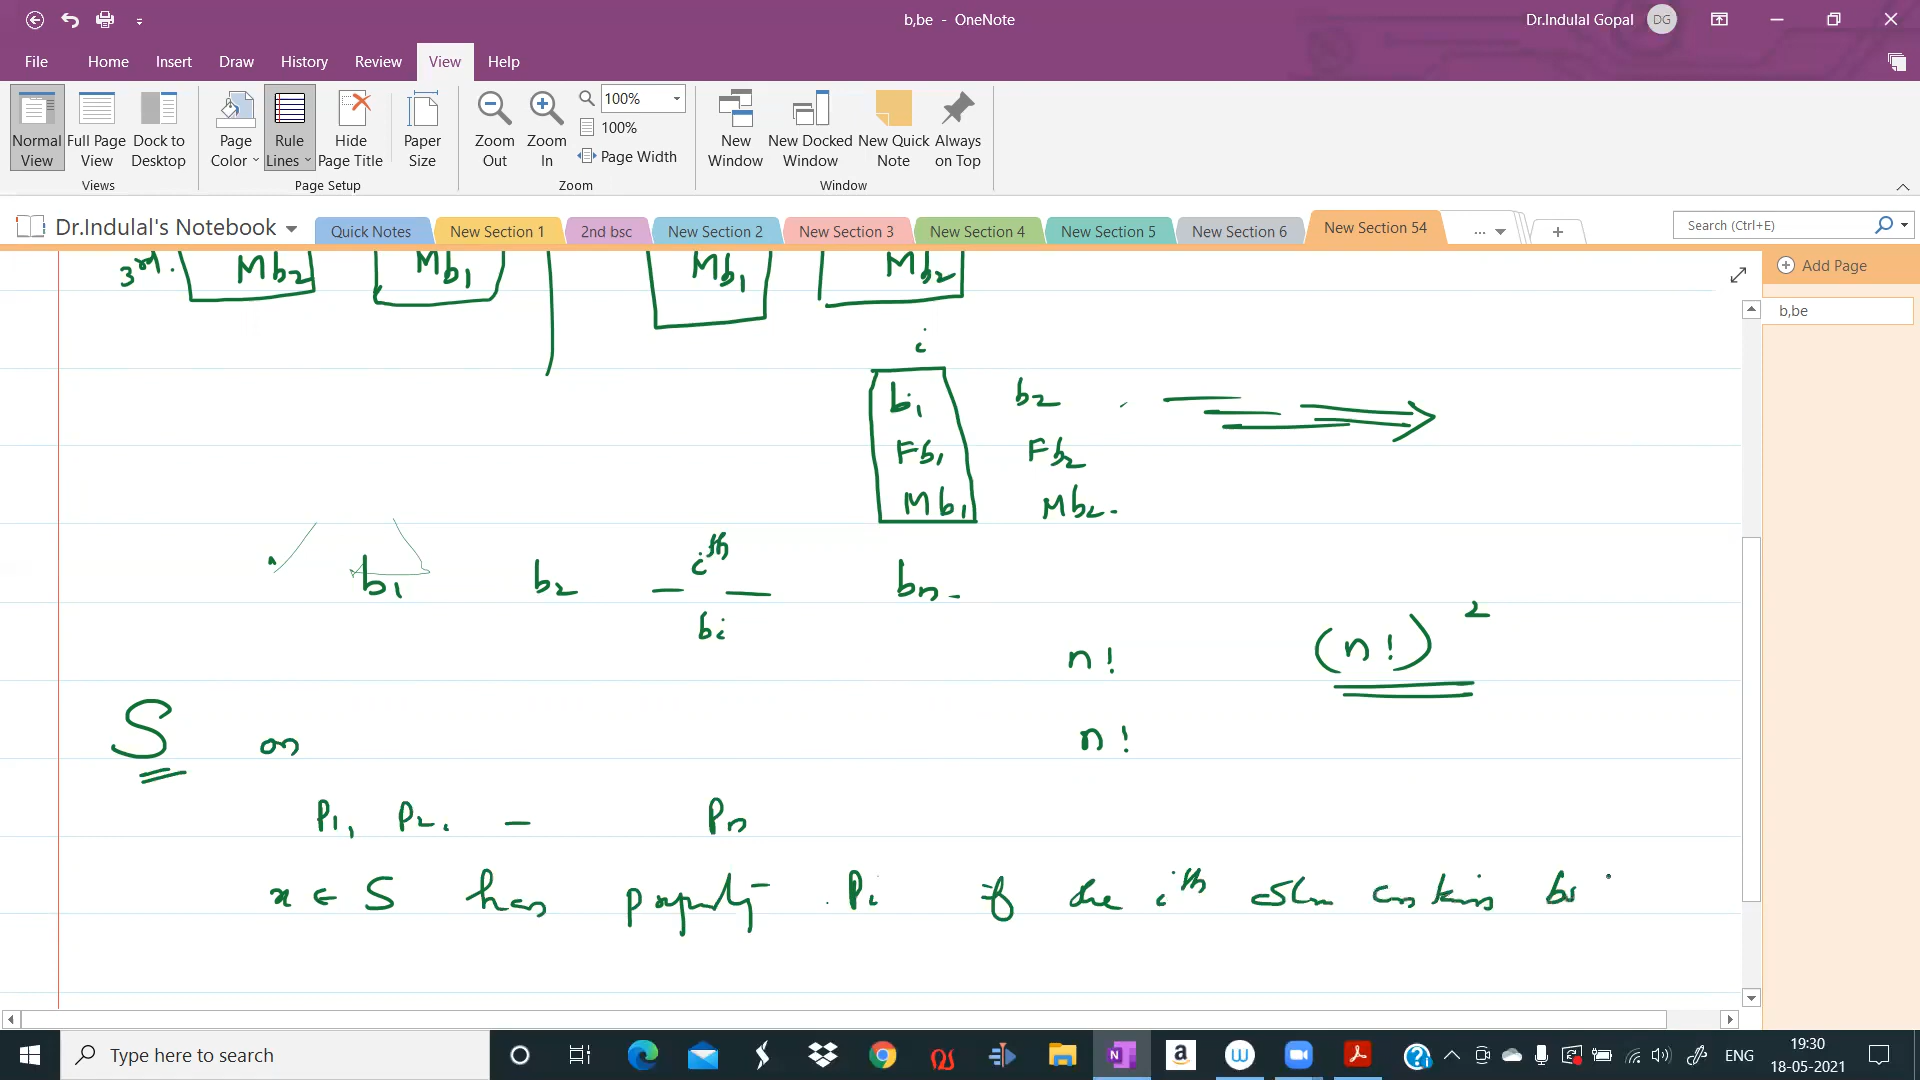 b,be - OneNote
Dr.Indulal Gopal DG
File Home Insert Draw History Review View Help
Normal View Full Page View Dock to Desktop Page Color Rule Lines Hide Page Title Paper Size Zoom Out Zoom In 100% 100% Page Width New Window New Docked Window New Quick Note Always on Top
Views Page Setup Zoom Window
Dr.Indulal's Notebook Quick Notes New Section 1 2nd bsc New Section 2 New Section 3 New Section 4 New Section 5 New Section 6 New Section 54 ... Search (Ctrl+E)
Add Page
b,be
3rd. Mb2 Mb1 Mb1 Mb2
i
b1 b2
Fb1 Fb2
Mb1 Mb2.
b1 b2 — ith — bn.
bi
n! (n!)2
S on n!
P1, P2, — Pn
x ∈ S has property Pi if the ith contains bi
Type here to search
ENG 19:30
18-05-2021